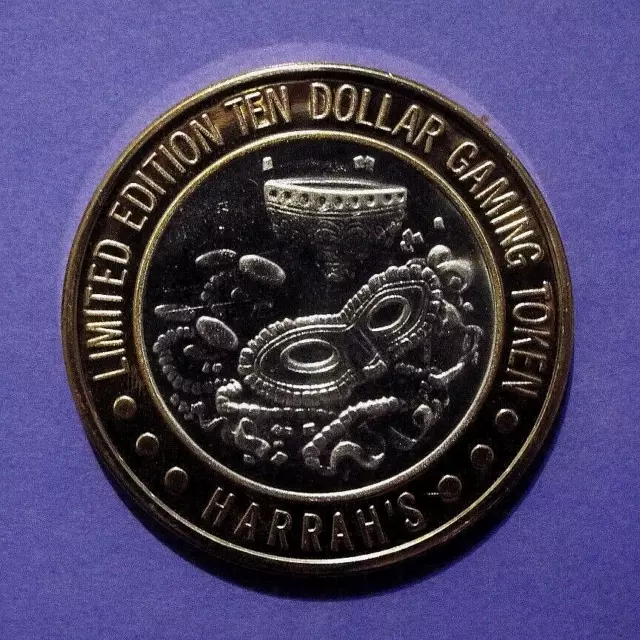 LIMITED EDITION TEN DOLLAR GAMING TOKEN
HARRAH'S